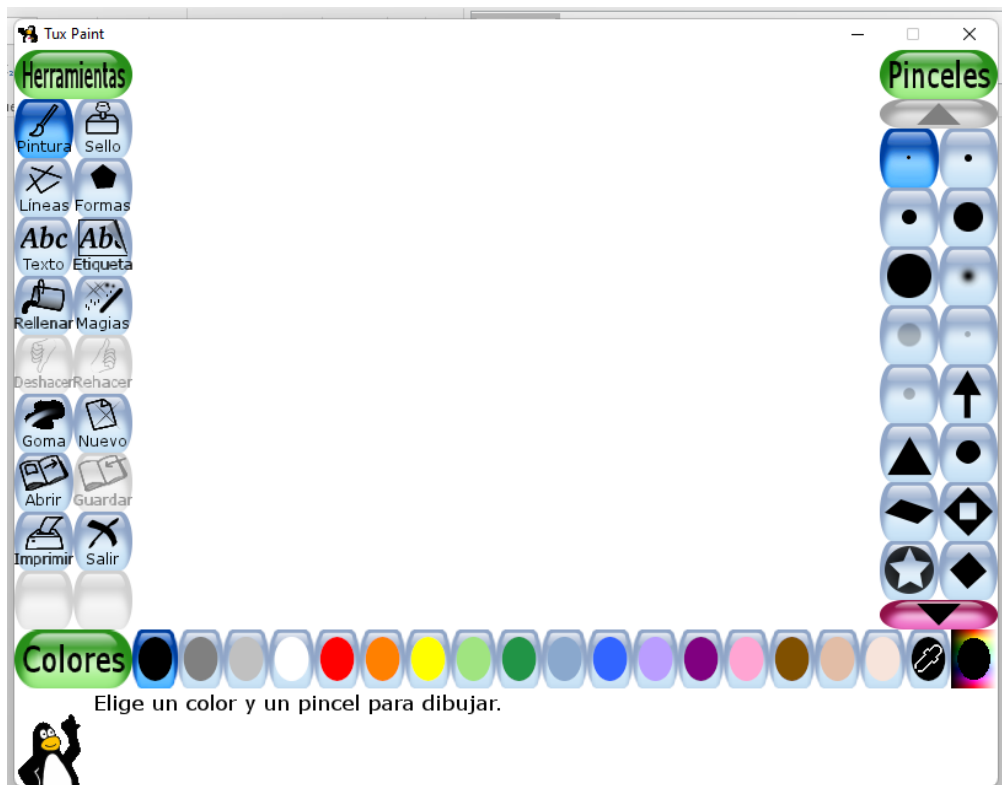 Tux Paint
Herramientas
Pinceles
Pintura
Sello
Líneas
Formas
Abc
Abc
Texto
Etiqueta
Rellenar
Magias
Deshacer
Rehacer
Goma
Nuevo
Abrir
Guardar
Imprimir
Salir
Colores
Elige un color y un pincel para dibujar.